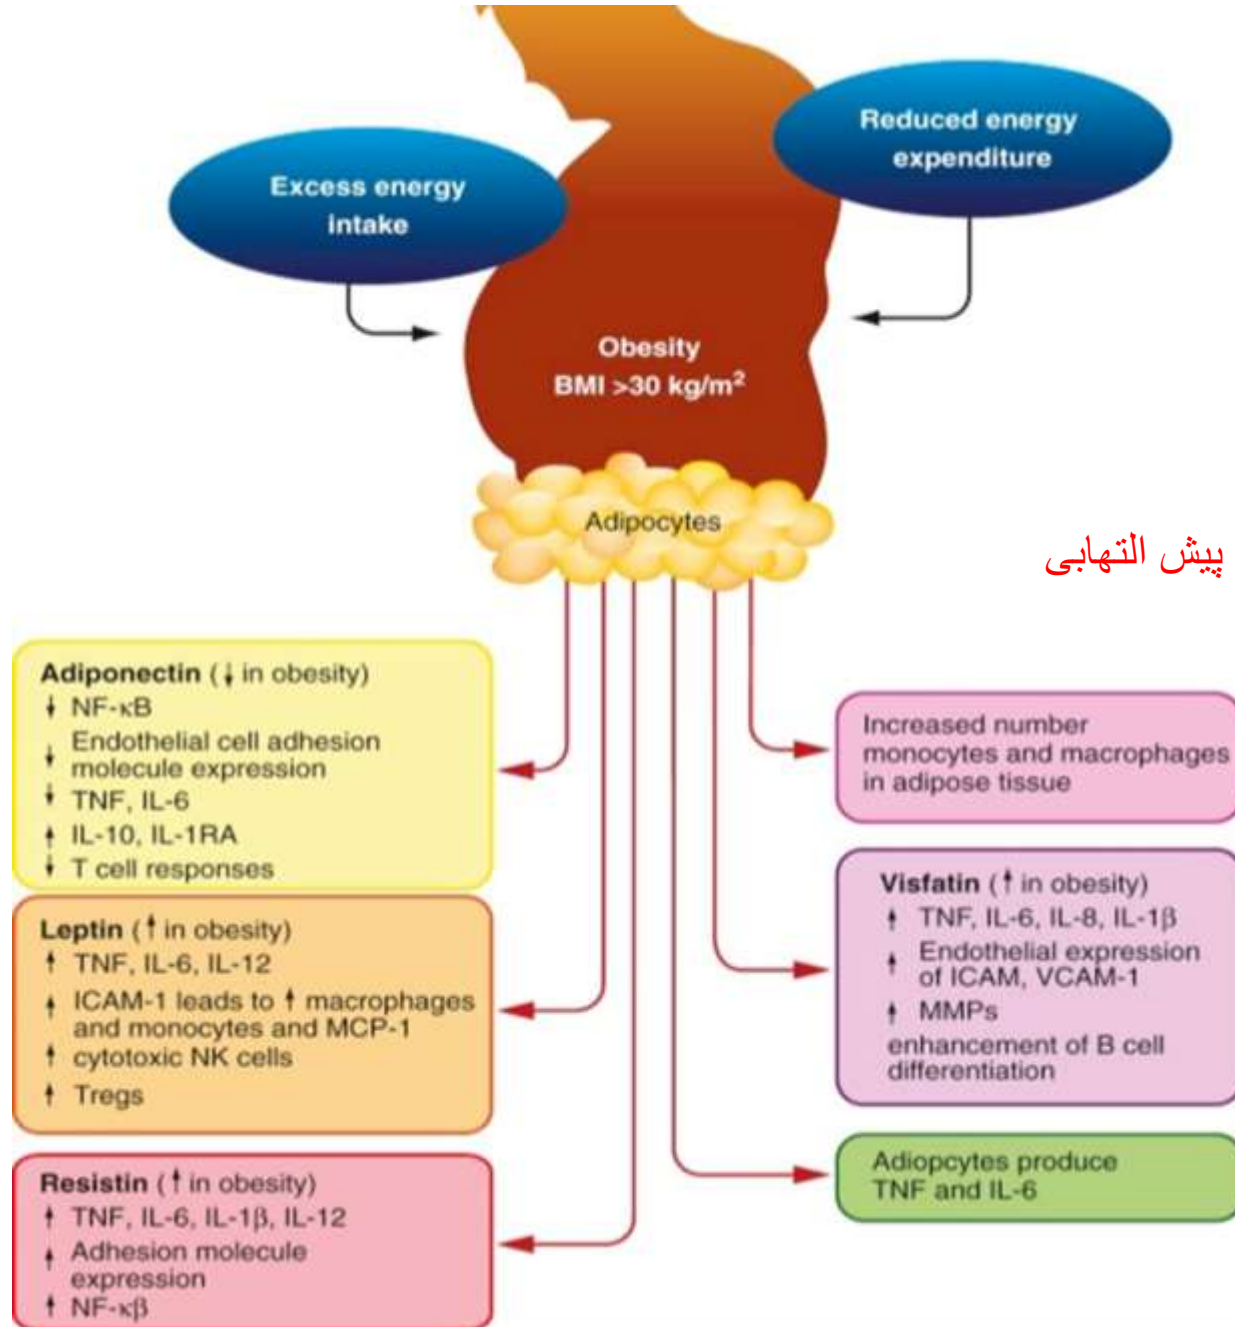 Excess energy
intake
Reduced energy
expenditure
Obesity
BMI >30 kg/m²
Adipocytes
پیش التهابی
Adiponectin (↓ in obesity)
↓ NF-κB
↓ Endothelial cell adhesion
molecule expression
↓ TNF, IL-6
↑ IL-10, IL-1RA
↓ T cell responses
Leptin (↑ in obesity)
↑ TNF, IL-6, IL-12
↑ ICAM-1 leads to ↑ macrophages
and monocytes and MCP-1
↑ cytotoxic NK cells
↑ Tregs
Resistin (↑ in obesity)
↑ TNF, IL-6, IL-1β, IL-12
↑ Adhesion molecule
expression
↑ NF-κβ
Increased number
monocytes and macrophages
in adipose tissue
Visfatin (↑ in obesity)
↑ TNF, IL-6, IL-8, IL-1β
↑ Endothelial expression
of ICAM, VCAM-1
↑ MMPs
enhancement of B cell
differentiation
Adiopcytes produce
TNF and IL-6